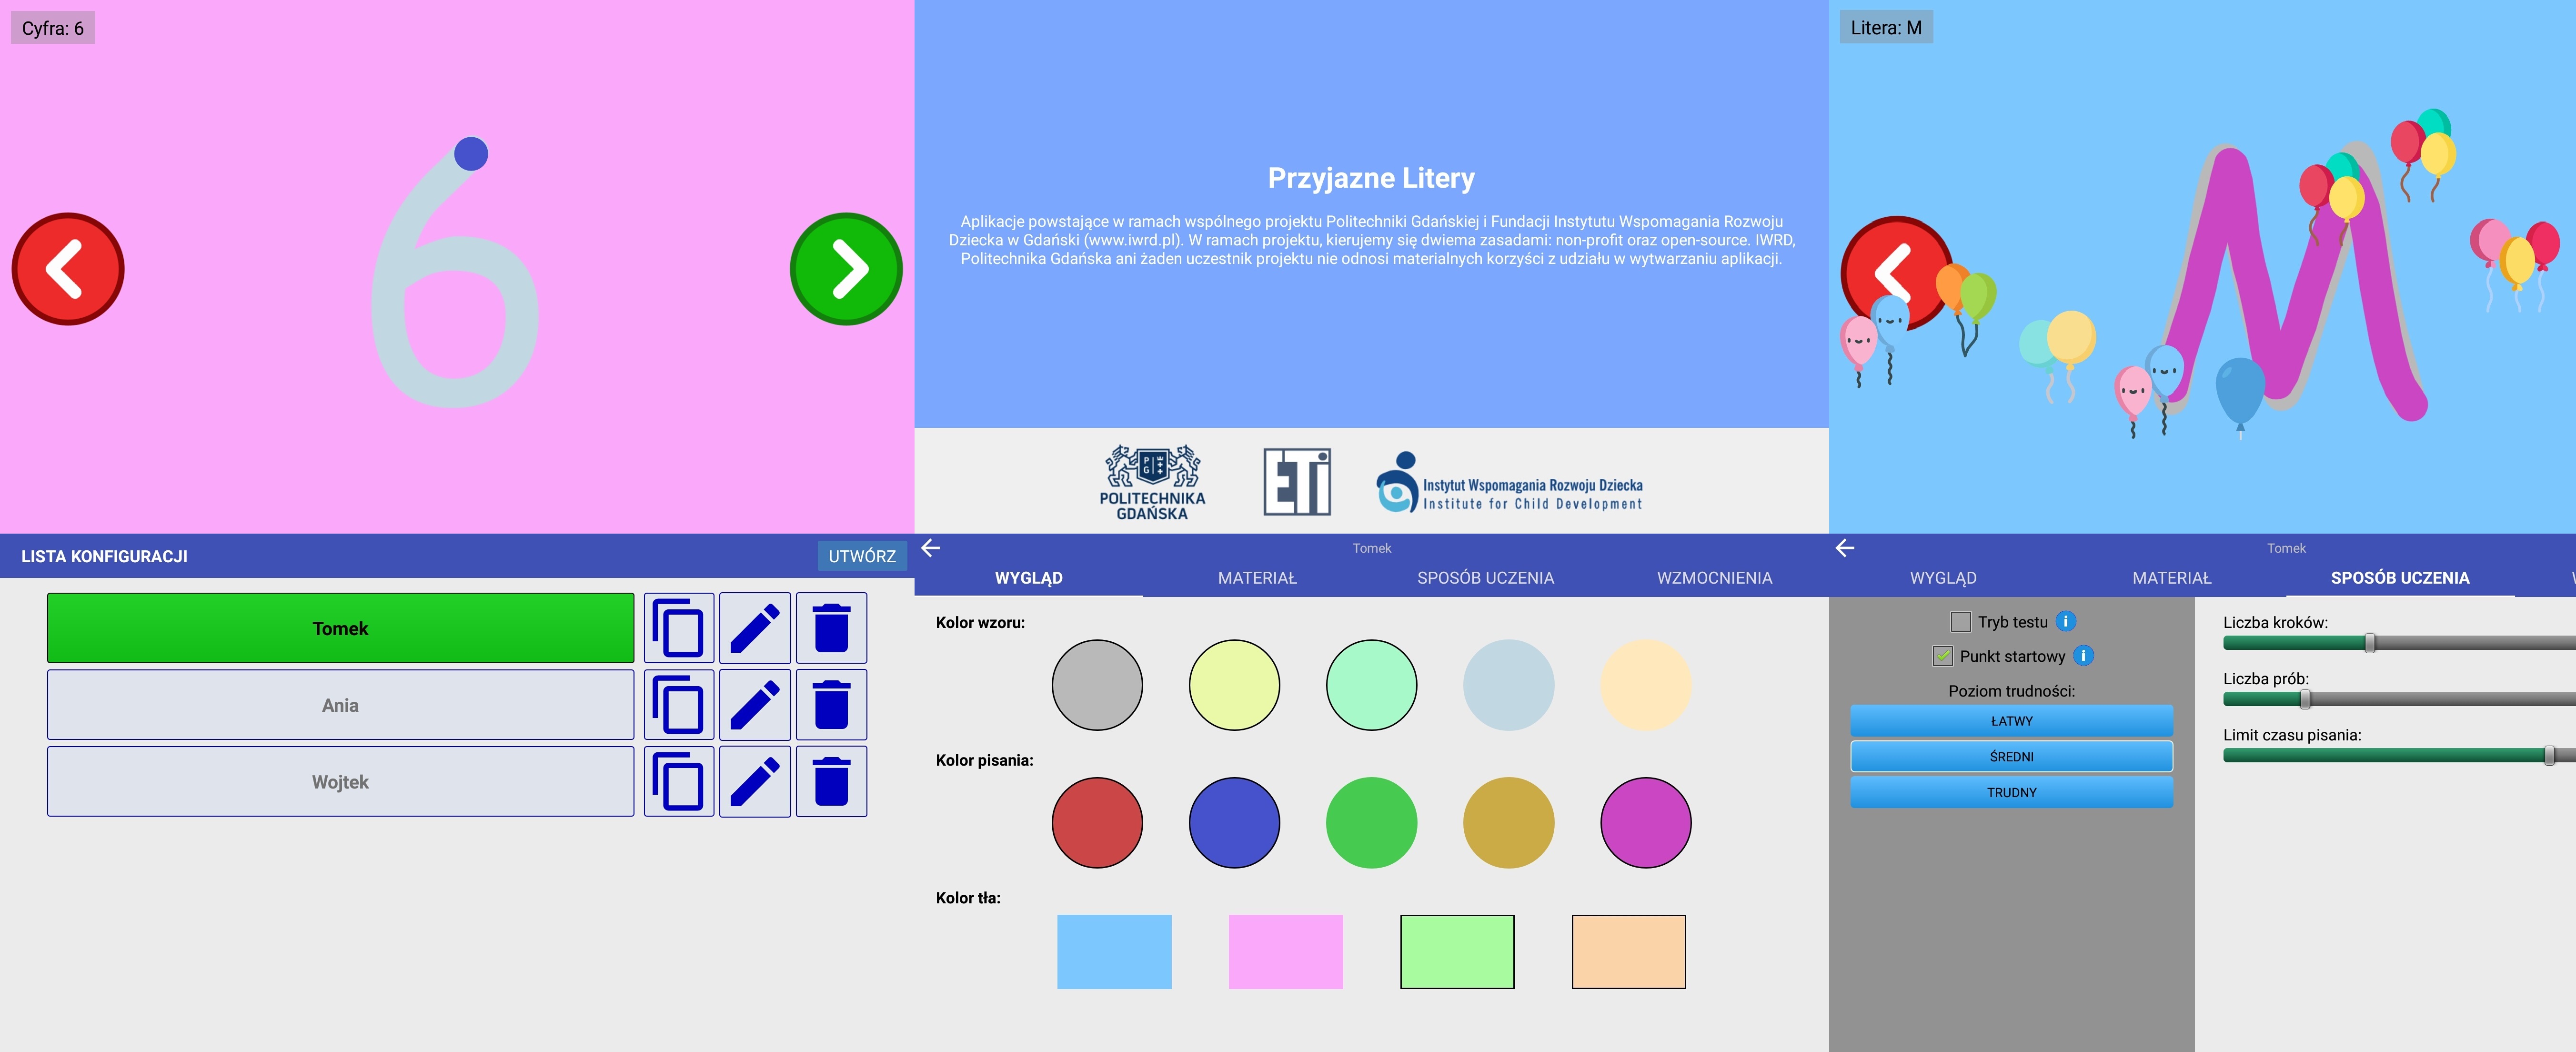 Cyfra: 6
Przyjazne Litery
Aplikacje powstające w ramach wspólnego projektu Politechniki Gdańskiej i Fundacji Instytutu Wspomagania Rozwoju
Dziecka w Gdański (www.iwrd.pl). W ramach projektu, kierujemy się dwiema zasadami: non-profit oraz open-source. IWRD,
Politechnika Gdańska ani żaden uczestnik projektu nie odnosi materialnych korzyści z udziału w wytwarzaniu aplikacji.
PG
POLITECHNIKA
GDAŃSKA
ETI
Instytut Wspomagania Rozwoju Dziecka
Institute for Child Development
Litera: M
LISTA KONFIGURACJI
UTWÓRZ
Tomek
Ania
Wojtek
Tomek
WYGLĄD
MATERIAŁ
SPOSÓB UCZENIA
WZMOCNIENIA
Kolor wzoru:
Kolor pisania:
Kolor tła:
Tomek
WYGLĄD
MATERIAŁ
SPOSÓB UCZENIA
Tryb testu
Punkt startowy
Poziom trudności:
ŁATWY
ŚREDNI
TRUDNY
Liczba kroków:
Liczba prób:
Limit czasu pisania: